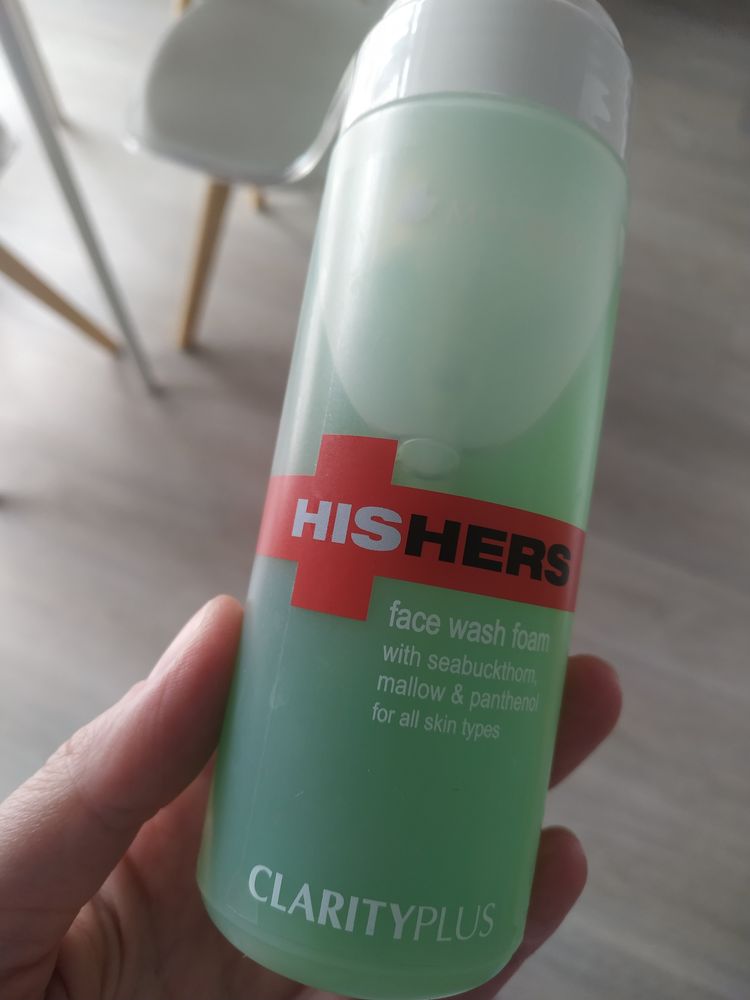 HISHERS
face wash foam
with seabuckthorn,
mallow & panthenol
for all skin types
CLARITYPLUS